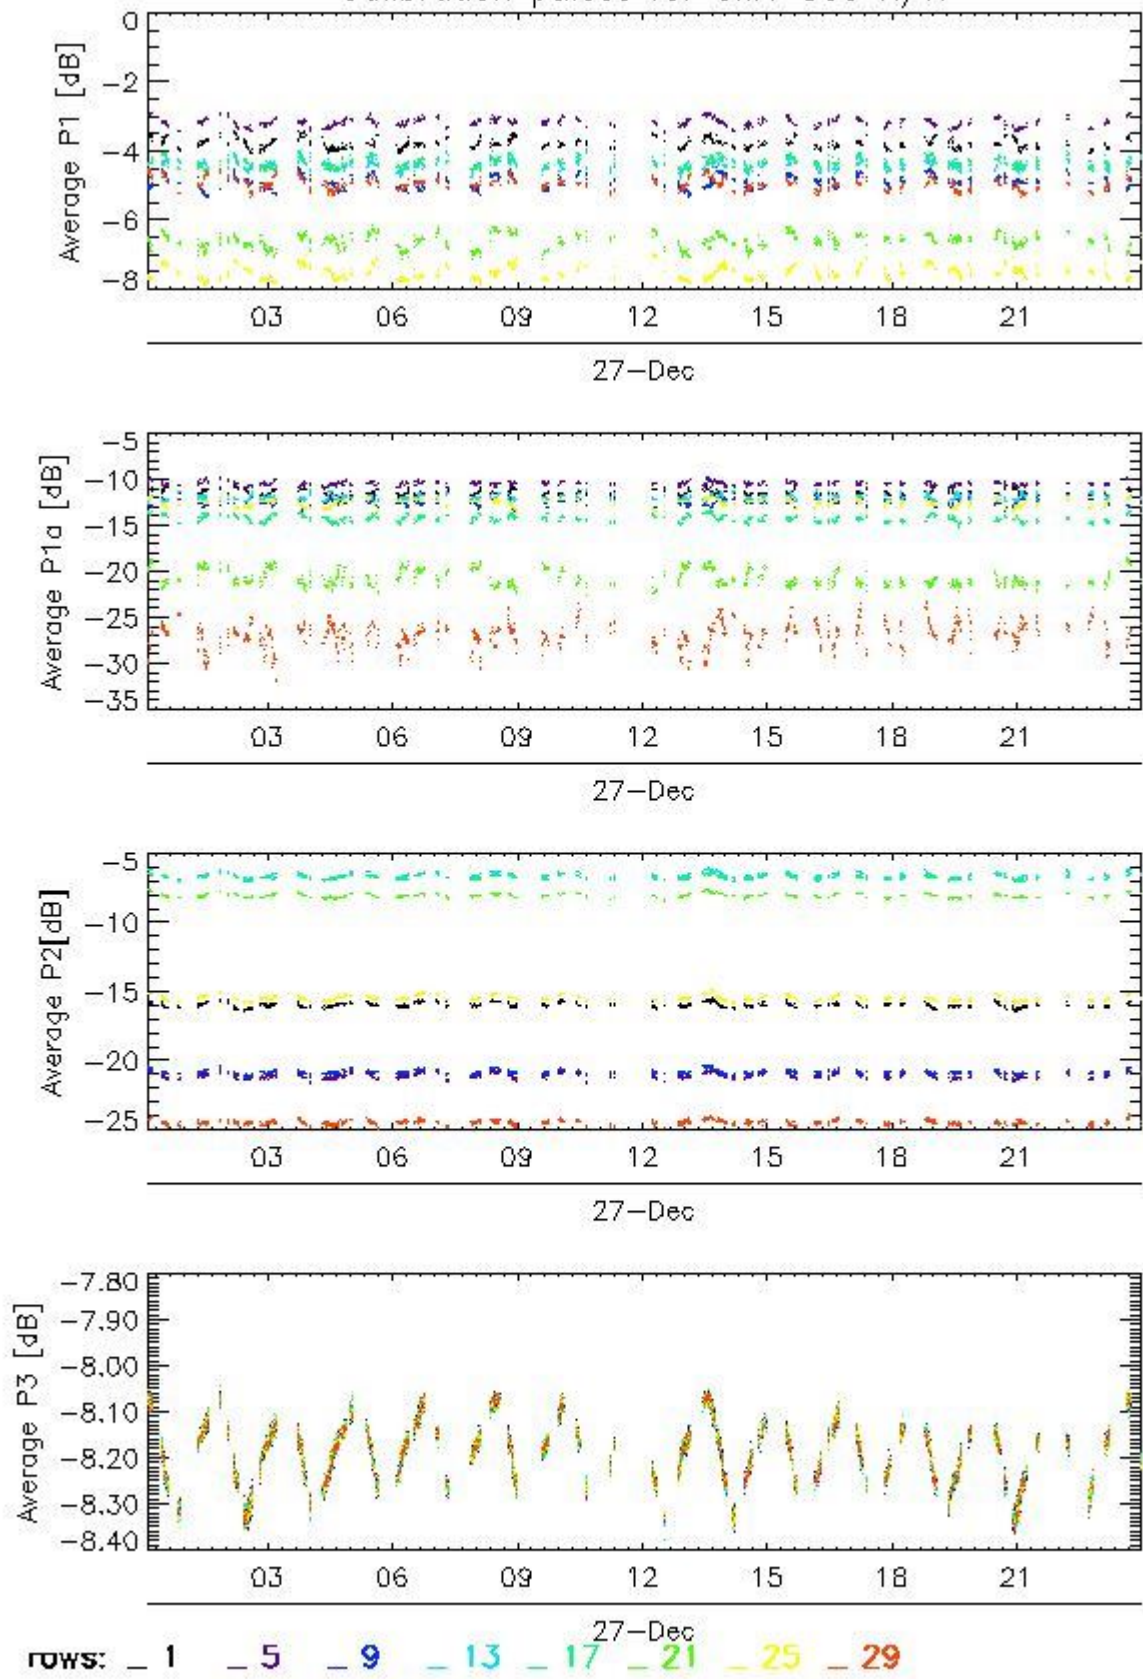 0
-2
-4
-6
-8
Average P1 [dB]
03 06 09 12 15 18 21
27-Dec
-5
-10
-15
-20
-25
-30
-35
Average P1a [dB]
03 06 09 12 15 18 21
27-Dec
-5
-10
-15
-20
-25
Average P2[dB]
03 06 09 12 15 18 21
27-Dec
-7.80
-7.90
-8.00
-8.10
-8.20
-8.30
-8.40
Average P3 [dB]
03 06 09 12 15 18 21
27-Dec
rows: _ 1 _ 5 _ 9 _ 13 _ 17 _ 21 _ 25 _ 29